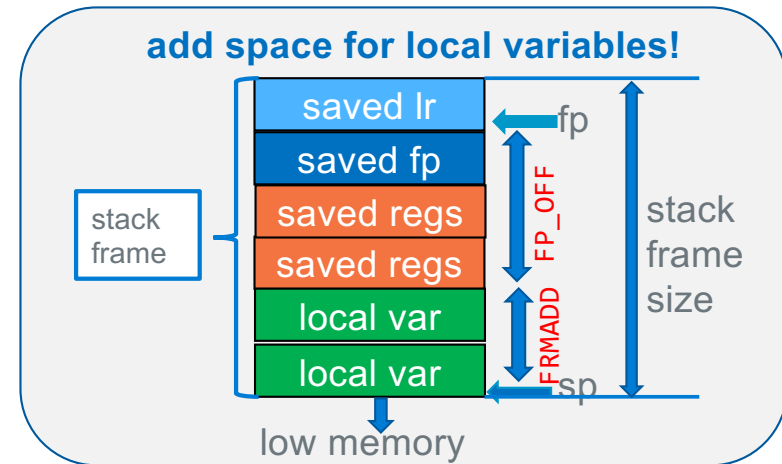 add space for local variables!
saved lr
fp
saved fp
saved regs
FP_OFF
stack
frame
stack
frame
size
saved regs
local var
FRMADD
local var
sp
low memory